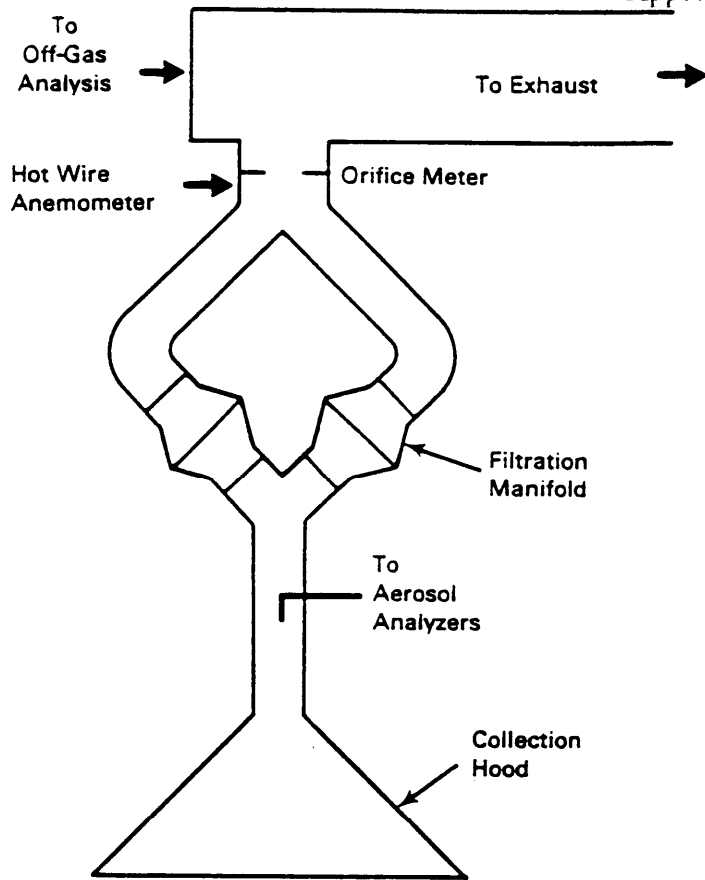 To
Off-Gas
Analysis
To Exhaust
Hot Wire
Anemometer
Orifice Meter
Filtration
Manifold
To
Aerosol
Analyzers
Collection
Hood